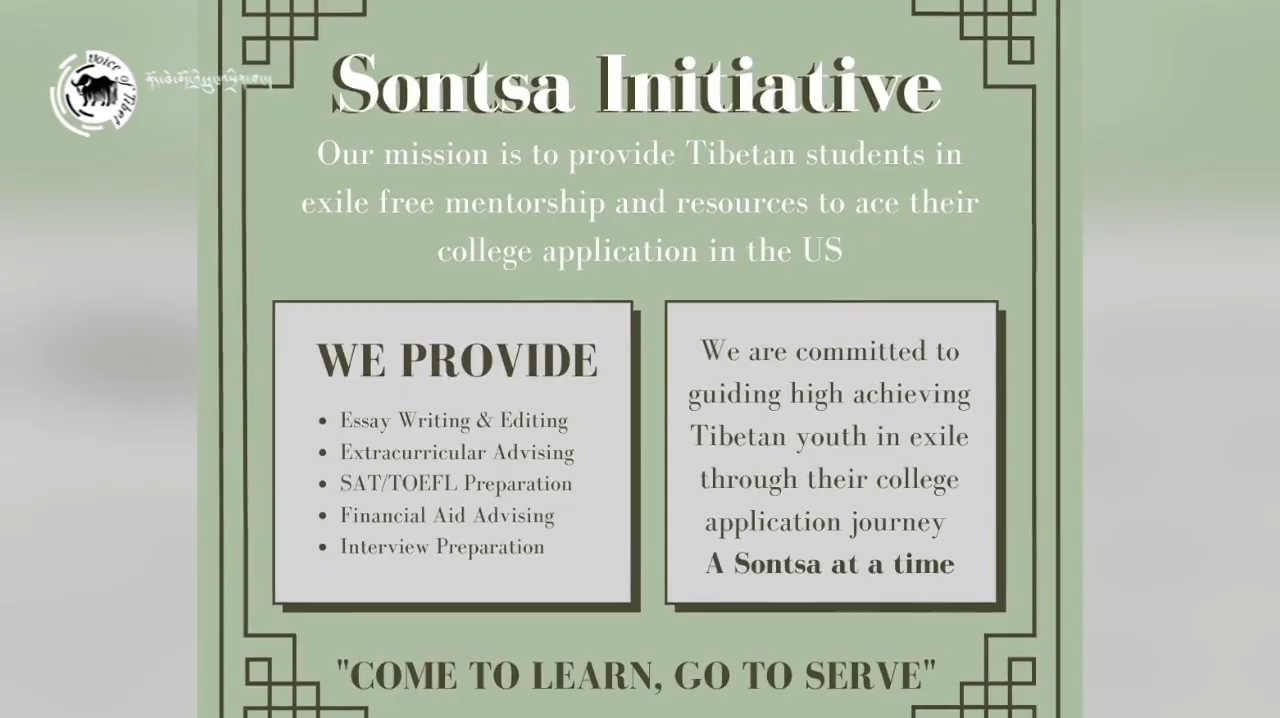 Voice of Tibet
Sontsa Initiative
Our mission is to provide Tibetan students in
exile free mentorship and resources to ace their
college application in the US
WE PROVIDE
• Essay Writing & Editing
• Extracurricular Advising
• SAT/TOEFL Preparation
• Financial Aid Advising
• Interview Preparation
We are committed to
guiding high achieving
Tibetan youth in exile
through their college
application journey
A Sontsa at a time
"COME TO LEARN, GO TO SERVE"